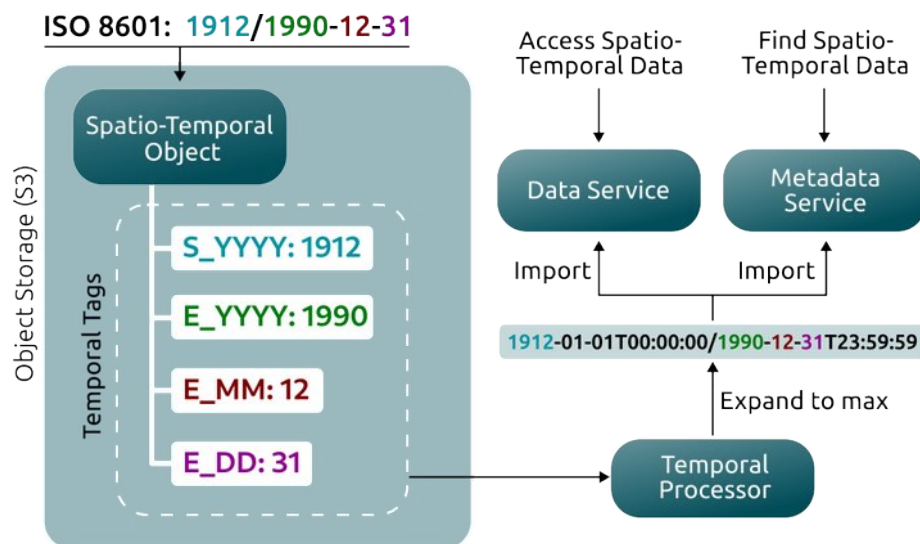 ISO 8601: 1912/1990-12-31
Object Storage (S3)
Spatio-Temporal
Object
Temporal Tags
S_YYYY: 1912
E_YYYY: 1990
E_MM: 12
E_DD: 31
Access Spatio-
Temporal Data
Find Spatio-
Temporal Data
Data Service
Metadata
Service
Import
Import
1912-01-01T00:00:00/1990-12-31T23:59:59
Expand to max
Temporal
Processor